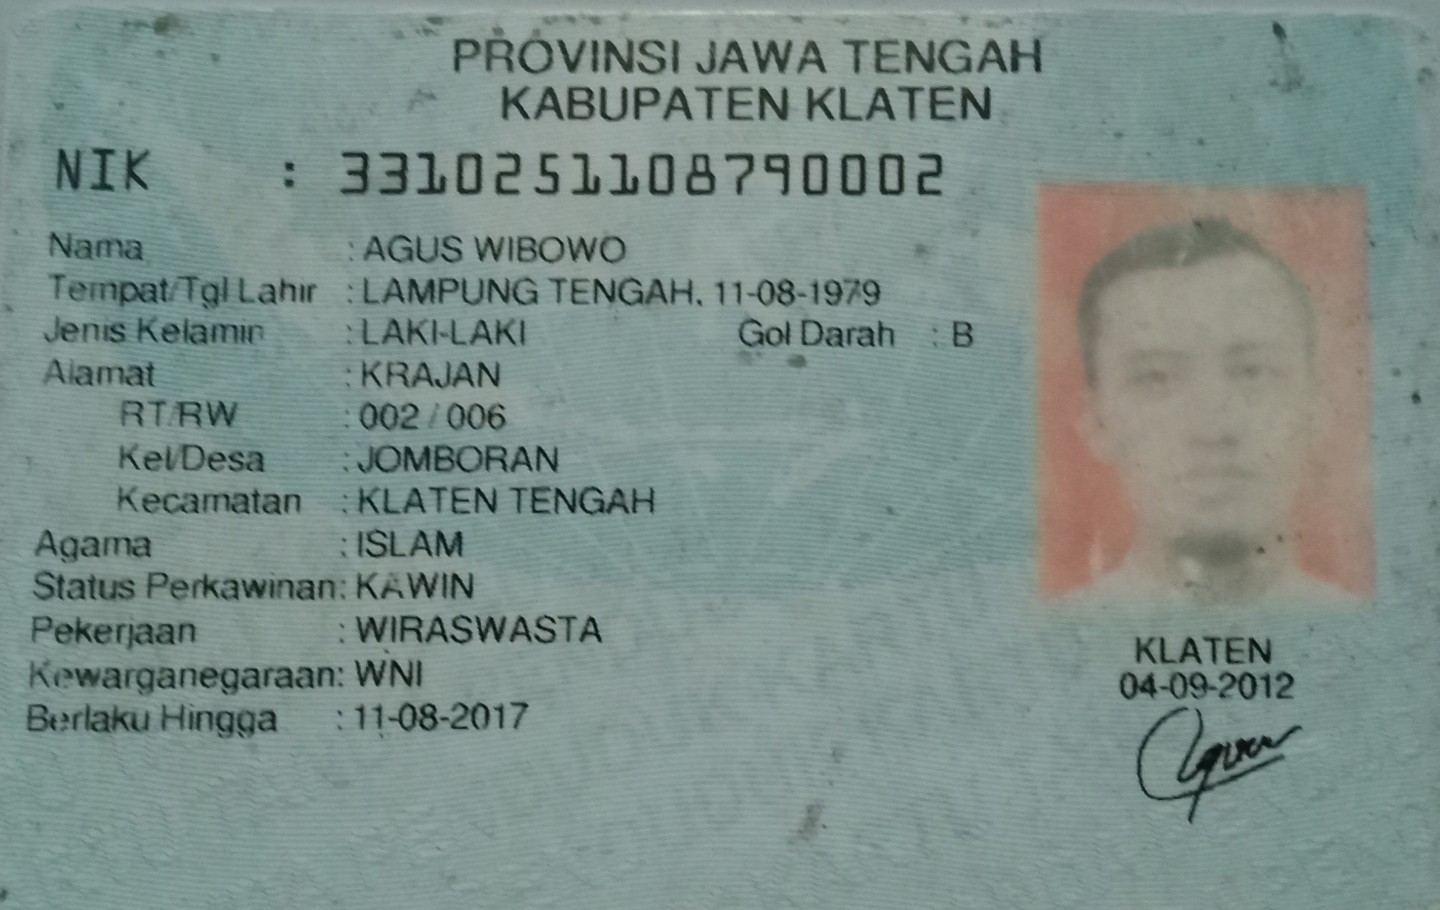 PROVINSI JAWA TENGAH
KABUPATEN KLATEN
NIK : 3310251108790002
Nama : AGUS WIBOWO
Tempat/Tgl Lahir : LAMPUNG TENGAH, 11-08-1979
Jenis Kelamin : LAKI-LAKI Gol Darah : B
Alamat : KRAJAN
RT/RW : 002 / 006
Kel/Desa : JOMBORAN
Kecamatan : KLATEN TENGAH
Agama : ISLAM
Status Perkawinan: KAWIN
Pekerjaan : WIRASWASTA
Kewarganegaraan: WNI
Berlaku Hingga : 11-08-2017
KLATEN
04-09-2012